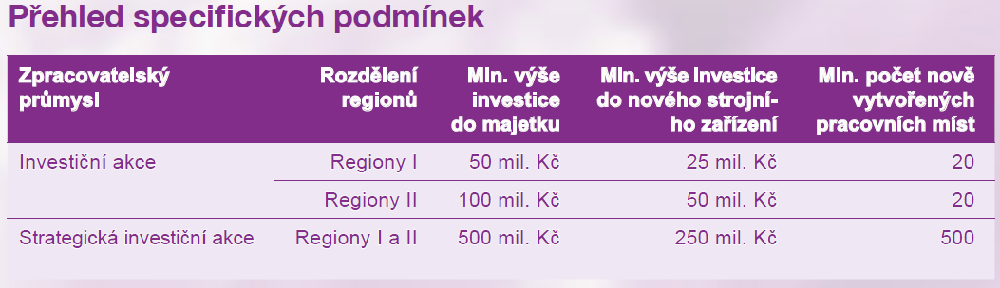 Přehled specifických podmínek
Zpracovatelský průmysl Rozdělení regionů Min. výše investice do majetku Min. výše investice do nového strojní-ho zařízení Min. počet nově vytvořených pracovních míst
Investiční akce Regiony I 50 mil. Kč 25 mil. Kč 20
Regiony II 100 mil. Kč 50 mil. Kč 20
Strategická investiční akce Regiony I a II 500 mil. Kč 250 mil. Kč 500